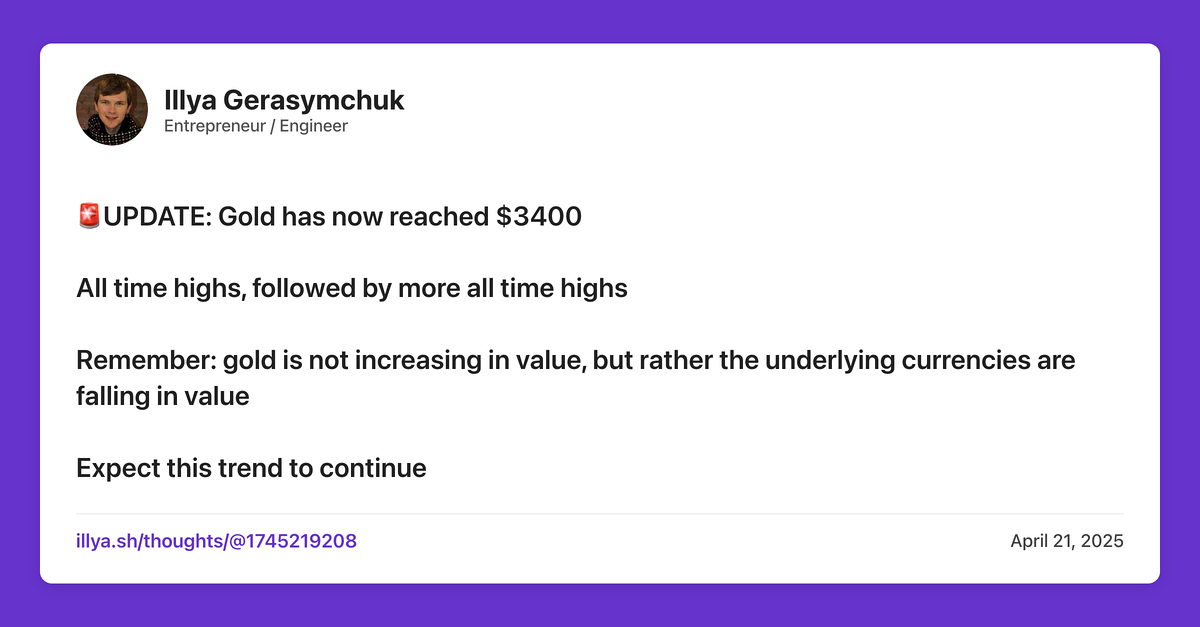 Illya Gerasymchuk
Entrepreneur / Engineer
🚨UPDATE: Gold has now reached $3400
All time highs, followed by more all time highs
Remember: gold is not increasing in value, but rather the underlying currencies are
falling in value
Expect this trend to continue
illya.sh/thoughts/@1745219208
April 21, 2025